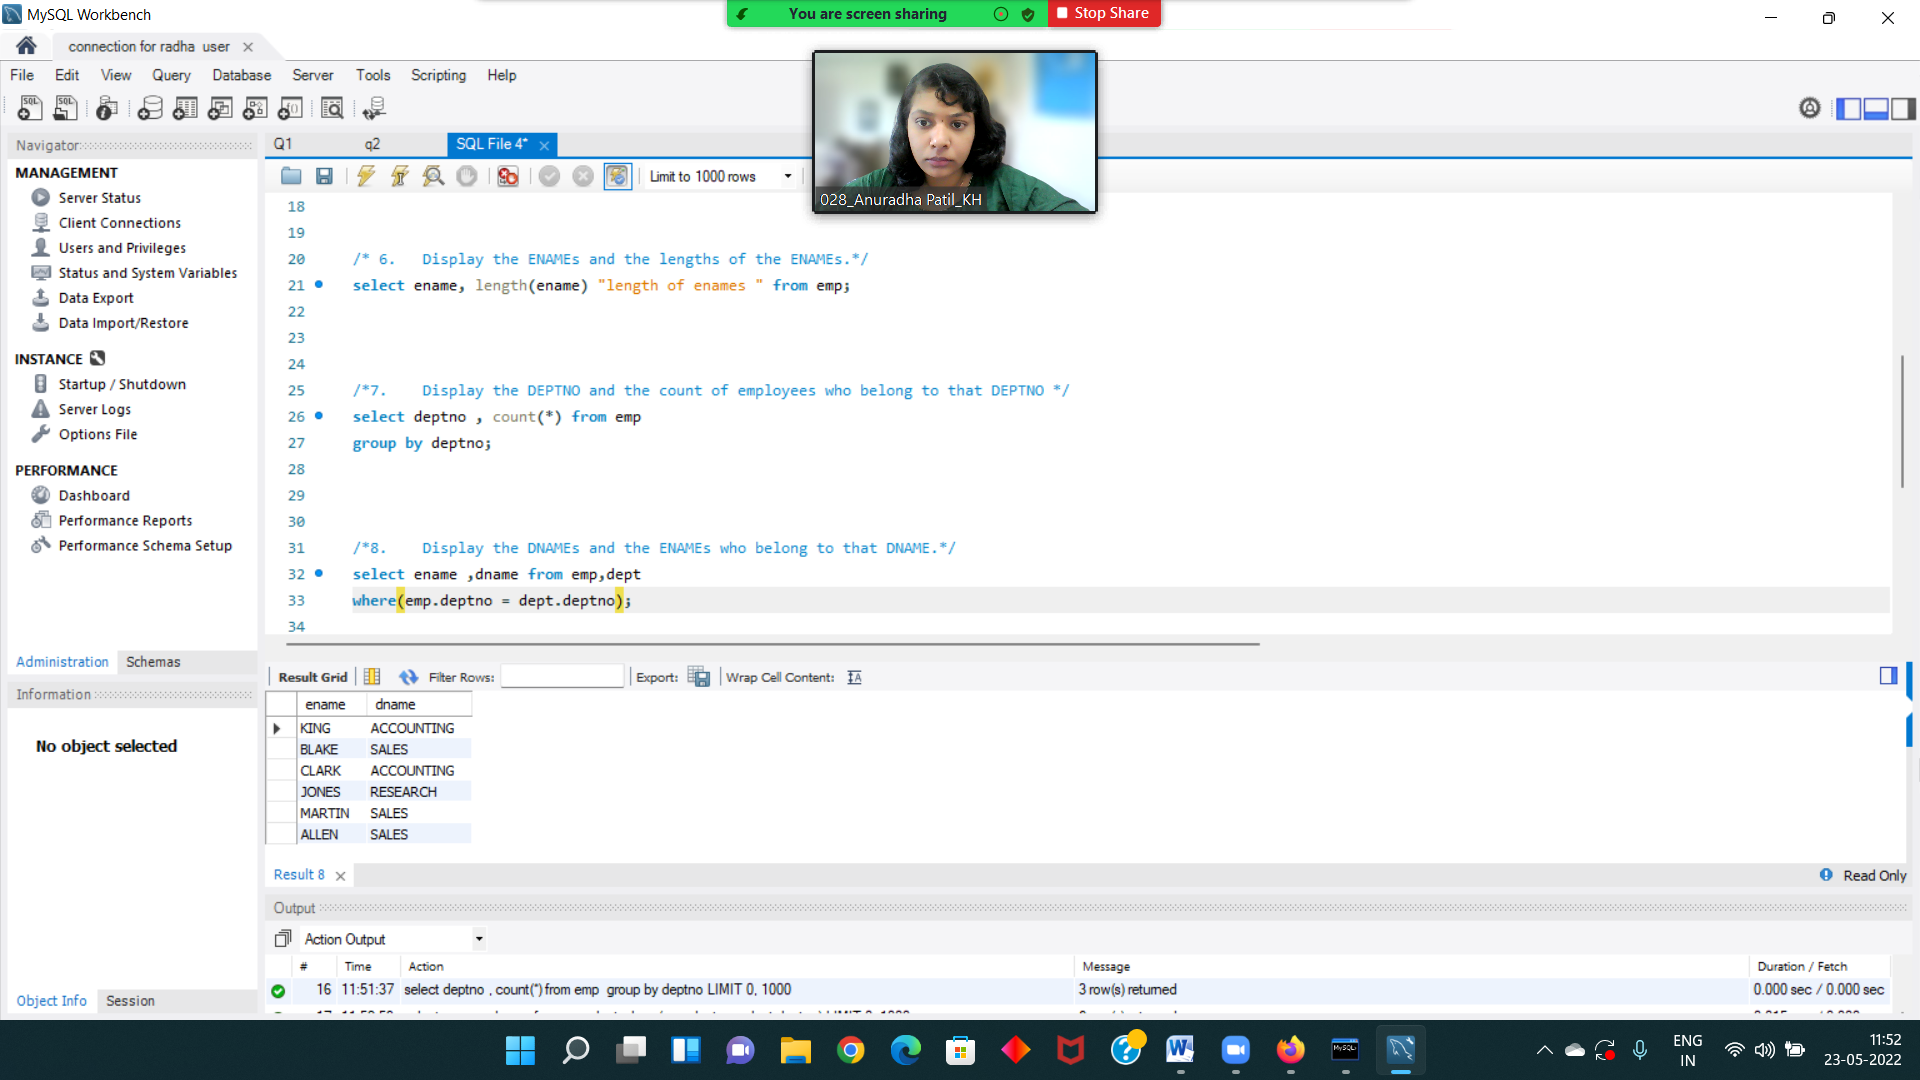 MySQL Workbench
You are screen sharing
Stop Share
connection for radha user
File Edit View Query Database Server Tools Scripting Help
Navigator
MANAGEMENT
Server Status
Client Connections
Users and Privileges
Status and System Variables
Data Export
Data Import/Restore
INSTANCE
Startup / Shutdown
Server Logs
Options File
PERFORMANCE
Dashboard
Performance Reports
Performance Schema Setup
Administration Schemas
Information
No object selected
Object Info Session
Q1 q2 SQL File 4*
Limit to 1000 rows
028_Anuradha Patil_KH
18
19
20 /* 6. Display the ENAMEs and the lengths of the ENAMEs.*/
21 select ename, length(ename) "length of enames " from emp;
22
23
24
25 /*7. Display the DEPTNO and the count of employees who belong to that DEPTNO */
26 select deptno , count(*) from emp
27 group by deptno;
28
29
30
31 /*8. Display the DNAMEs and the ENAMEs who belong to that DNAME.*/
32 select ename ,dname from emp,dept
33 where(emp.deptno = dept.deptno);
34
Result Grid Filter Rows: Export: Wrap Cell Content:
ename dname
KING ACCOUNTING
BLAKE SALES
CLARK ACCOUNTING
JONES RESEARCH
MARTIN SALES
ALLEN SALES
Result 8 Read Only
Output
Action Output
# Time Action Message Duration / Fetch
16 11:51:37 select deptno , count(*) from emp group by deptno LIMIT 0, 1000 3 row(s) returned 0.000 sec / 0.000 sec
ENG
IN
11:52
23-05-2022